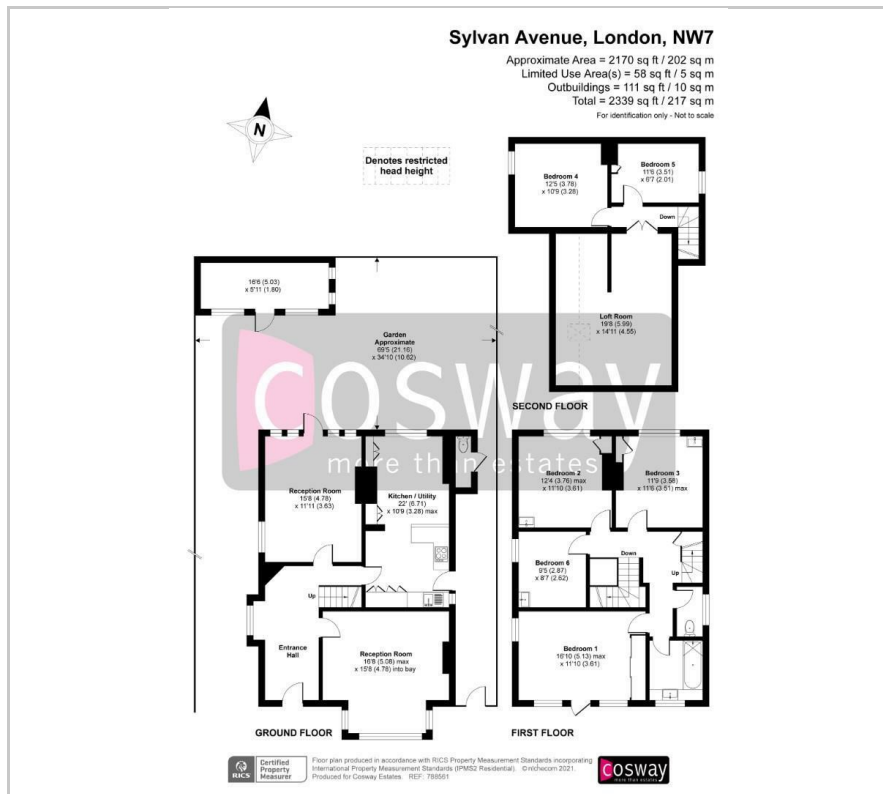 Sylvan Avenue, London, NW7
Approximate Area = 2170 sq ft / 202 sq m
Limited Use Area(s) = 58 sq ft / 5 sq m
Outbuildings = 111 sq ft / 10 sq m
Total = 2339 sq ft / 217 sq m
For identification only - Not to scale
N
Denotes restricted
head height
Bedroom 4
12'5 (3.78)
x 10'9 (3.28)
Bedroom 5
11'6 (3.51)
x 6'7 (2.01)
Down
Loft Room
19'8 (5.99)
x 14'11 (4.55)
SECOND FLOOR
16'6 (5.03)
x 5'11 (1.80)
Garden
Approximate
69'5 (21.16)
x 34'10 (10.62)
cosway
more than estates
Reception Room
15'8 (4.78)
x 11'11 (3.63)
Kitchen / Utility
22' (6.71)
x 10'9 (3.28) max
Up
Entrance
Hall
Reception Room
16'8 (5.08) max
x 15'8 (4.78) into bay
GROUND FLOOR
Bedroom 2
12'4 (3.76) max
x 11'10 (3.61)
Bedroom 3
11'9 (3.58)
x 11'6 (3.51) max
Bedroom 6
9'5 (2.87)
x 8'7 (2.62)
Down
Up
Bedroom 1
16'10 (5.13) max
x 11'10 (3.61)
FIRST FLOOR
RICS
Certified
Property
Measurer
Floor plan produced in accordance with RICS Property Measurement Standards incorporating
International Property Measurement Standards (IPMS2 Residential). ©nichecom 2021.
Produced for Cosway Estates. REF: 788561
cosway
more than estates